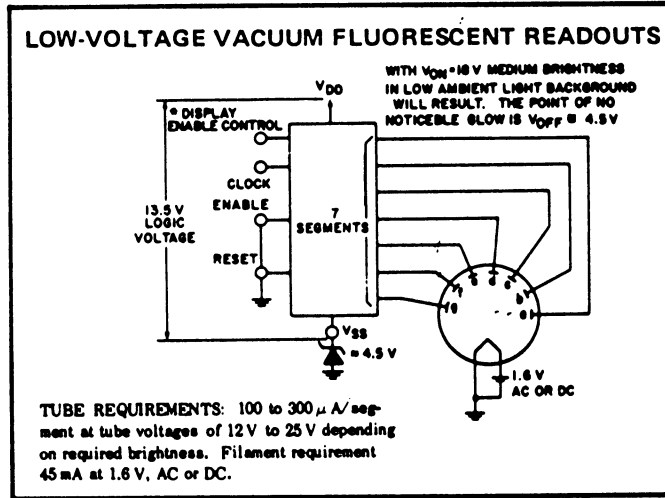 LOW-VOLTAGE VACUUM FLUORESCENT READOUTS
WITH VON=18 V MEDIUM BRIGHTNESS
IN LOW AMBIENT LIGHT BACKGROUND
WILL RESULT. THE POINT OF NO
NOTICEBLE GLOW IS VOFF ≅ 4.5 V
VDD
* DISPLAY
ENABLE CONTROL
CLOCK
ENABLE
RESET
13.5 V
LOGIC
VOLTAGE
7
SEGMENTS
f
g
e
d
c
b
a
VSS
≈ 4.5 V
1.6 V
AC OR DC
TUBE REQUIREMENTS: 100 to 300 μ A/seg-
ment at tube voltages of 12 V to 25 V depending
on required brightness. Filament requirement
45 mA at 1.6 V, AC or DC.